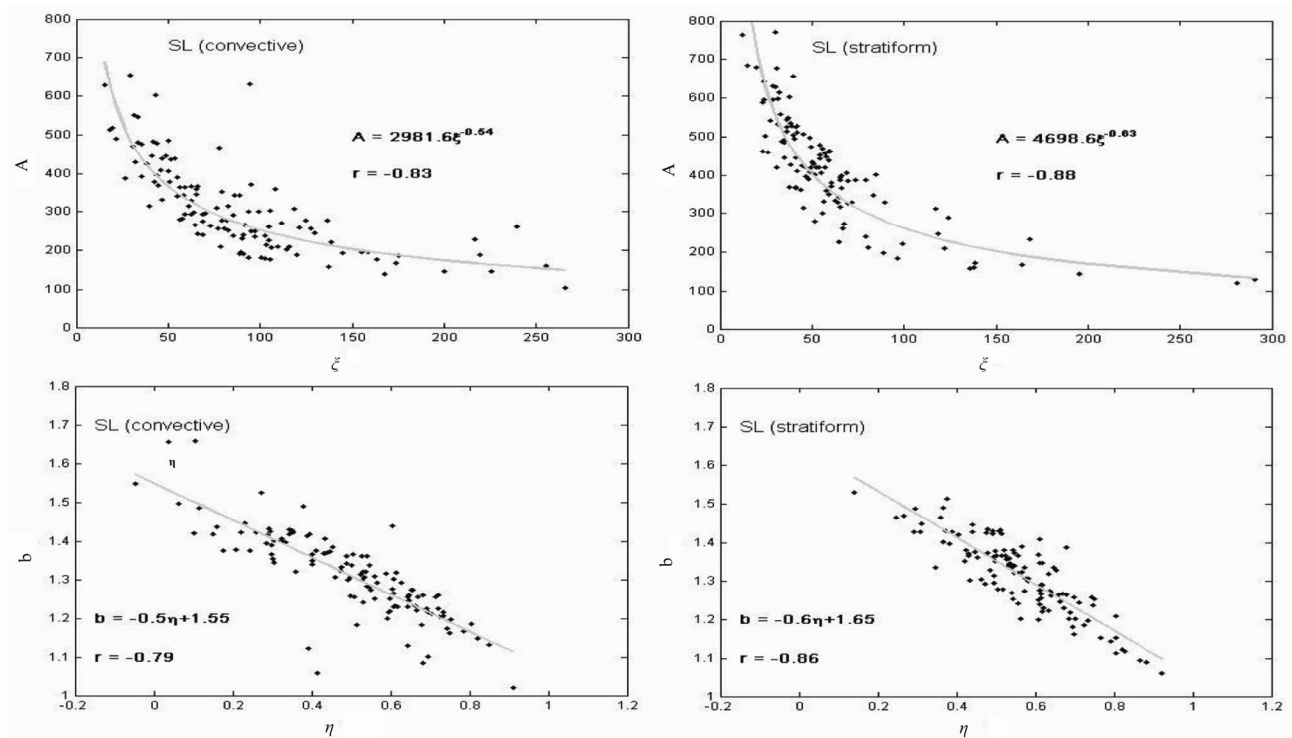 800
700
600
500
400
300
200
100
0
A
SL (convective)
A = 2981.6ξ^-0.54
r = -0.83
0 50 100 150 200 250 300
ξ
800
700
600
500
400
300
200
100
0
A
SL (stratiform)
A = 4698.6ξ^-0.63
r = -0.88
0 50 100 150 200 250 300
ξ
1.8
1.7
1.6
1.5
1.4
1.3
1.2
1.1
1
b
SL (convective)
η
b = -0.5η+1.55
r = -0.79
-0.2 0 0.2 0.4 0.6 0.8 1 1.2
η
1.8
1.7
1.6
1.5
1.4
1.3
1.2
1.1
1
b
SL (stratiform)
b = -0.6η+1.65
r = -0.86
-0.2 0 0.2 0.4 0.6 0.8 1 1.2
η